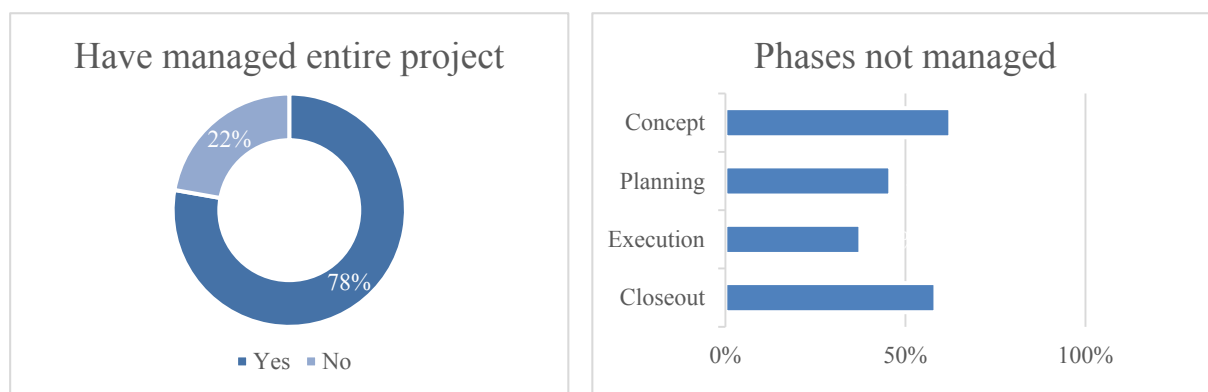 Have managed entire project
22%
78%
Yes No
Phases not managed
Concept
Planning
Execution
Closeout
0% 50% 100%